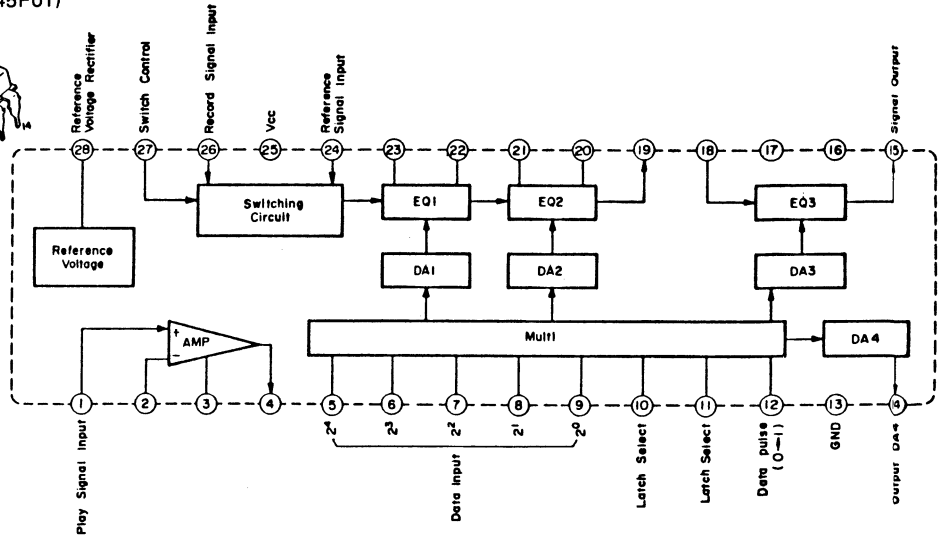 45P01)
14
Reference
Voltage Rectifier
Switch Control
Record Signal Input
Vcc
Reference
Signal Input
Signal Output
28
27
26
25
24
23
22
21
20
19
18
17
16
15
Switching
Circuit
EQ1
EQ2
EQ3
Reference
Voltage
DA1
DA2
DA3
+
−
AMP
Multi
DA4
1
2
3
4
5
6
7
8
9
10
11
12
13
14
Play Signal Input
2⁴
2³
2²
2¹
2⁰
Data Input
Latch Select
Latch Select
Data pulse
(0→1)
GND
Output DA4